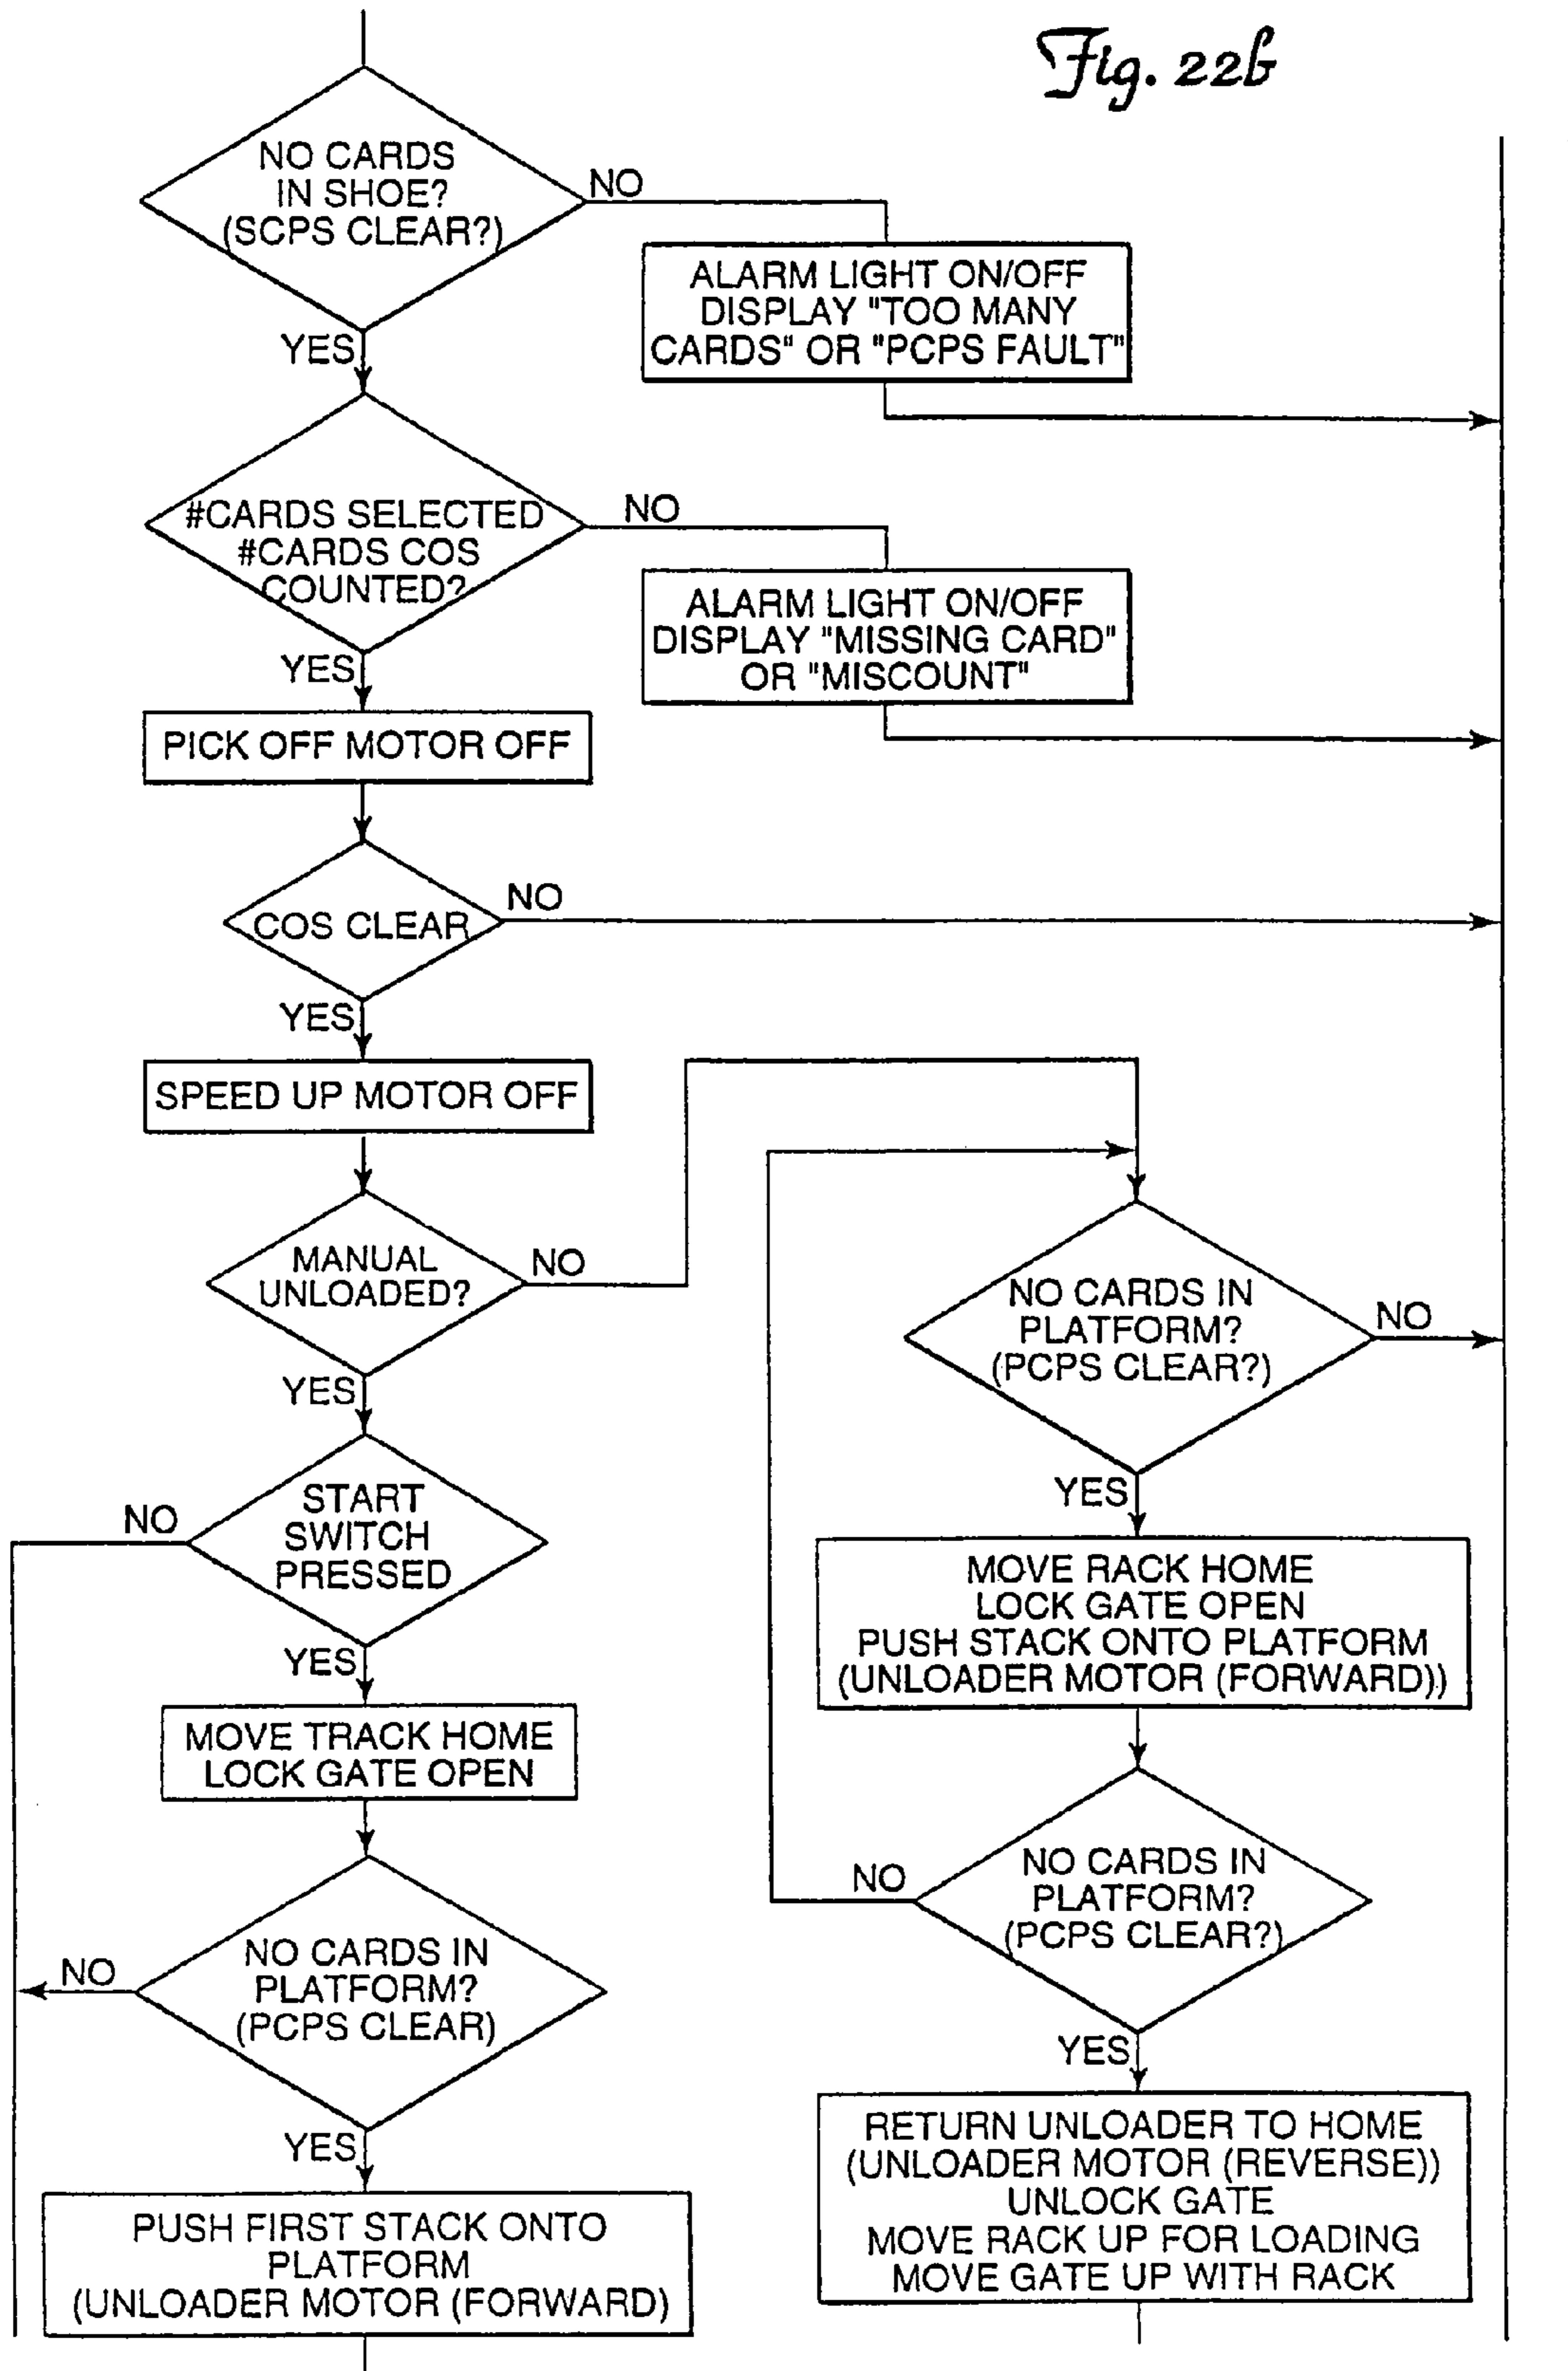 Fig. 22b
NO CARDS
IN SHOE?
(SCPS CLEAR?)
NO
ALARM LIGHT ON/OFF
DISPLAY "TOO MANY
CARDS" OR "PCPS FAULT"
YES
#CARDS SELECTED
#CARDS COS
COUNTED?
NO
ALARM LIGHT ON/OFF
DISPLAY "MISSING CARD"
OR "MISCOUNT"
YES
PICK OFF MOTOR OFF
COS CLEAR
NO
YES
SPEED UP MOTOR OFF
MANUAL
UNLOADED?
NO
YES
START
SWITCH
PRESSED
NO
YES
MOVE TRACK HOME
LOCK GATE OPEN
NO CARDS IN
PLATFORM?
(PCPS CLEAR)
NO
YES
PUSH FIRST STACK ONTO
PLATFORM
(UNLOADER MOTOR (FORWARD)
NO CARDS IN
PLATFORM?
(PCPS CLEAR?)
NO
YES
MOVE RACK HOME
LOCK GATE OPEN
PUSH STACK ONTO PLATFORM
(UNLOADER MOTOR (FORWARD))
NO CARDS IN
PLATFORM?
(PCPS CLEAR?)
NO
YES
RETURN UNLOADER TO HOME
(UNLOADER MOTOR (REVERSE))
UNLOCK GATE
MOVE RACK UP FOR LOADING
MOVE GATE UP WITH RACK